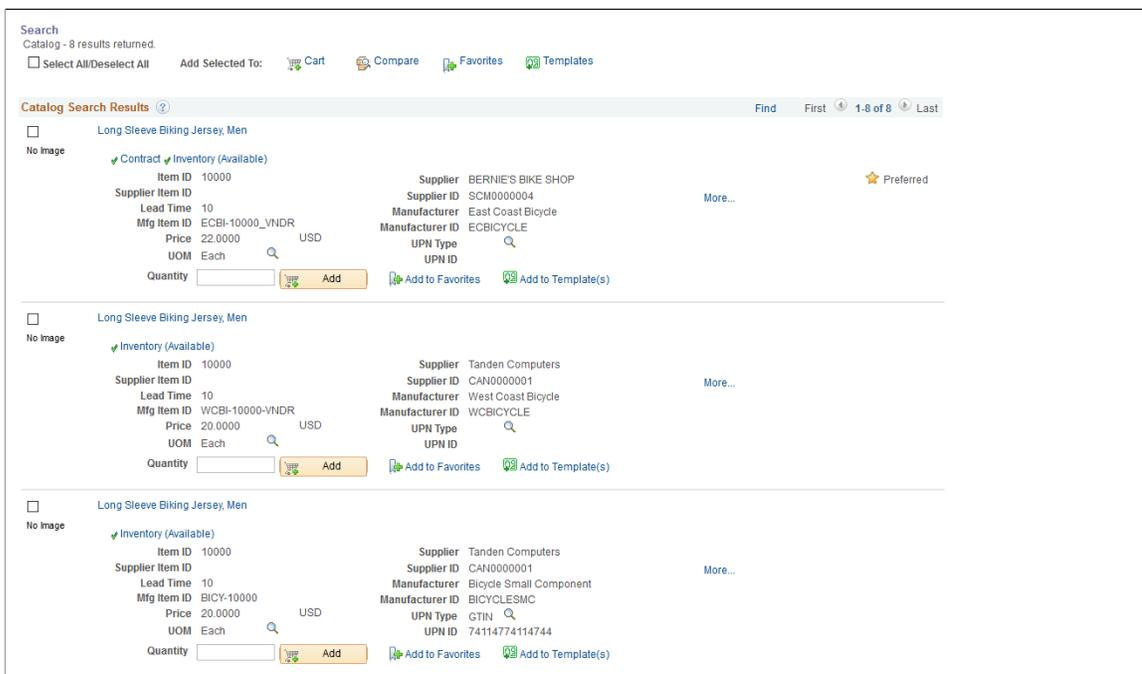 Search
Catalog - 8 results returned.
Select All/Deselect All Add Selected To: Cart Compare Favorites Templates
Catalog Search Results ? Find First 1-8 of 8 Last
Long Sleeve Biking Jersey, Men
No Image
Contract Inventory (Available)
Item ID 10000 Supplier BERNIE'S BIKE SHOP Preferred
Supplier Item ID Supplier ID SCM0000004 More...
Lead Time 10 Manufacturer East Coast Bicycle
Mfg Item ID ECBI-10000_VNDR Manufacturer ID ECBICYCLE
Price 22.0000 USD UPN Type
UOM Each UPN ID
Quantity Add Add to Favorites Add to Template(s)
Long Sleeve Biking Jersey, Men
No Image
Inventory (Available)
Item ID 10000 Supplier Tanden Computers
Supplier Item ID Supplier ID CAN0000001 More...
Lead Time 10 Manufacturer West Coast Bicycle
Mfg Item ID WCBI-10000-VNDR Manufacturer ID WCBICYCLE
Price 20.0000 USD UPN Type
UOM Each UPN ID
Quantity Add Add to Favorites Add to Template(s)
Long Sleeve Biking Jersey, Men
No Image
Inventory (Available)
Item ID 10000 Supplier Tanden Computers
Supplier Item ID Supplier ID CAN0000001 More...
Lead Time 10 Manufacturer Bicycle Small Component
Mfg Item ID BICY-10000 Manufacturer ID BICYCLESMC
Price 20.0000 USD UPN Type GTIN
UOM Each UPN ID 74114774114744
Quantity Add Add to Favorites Add to Template(s)